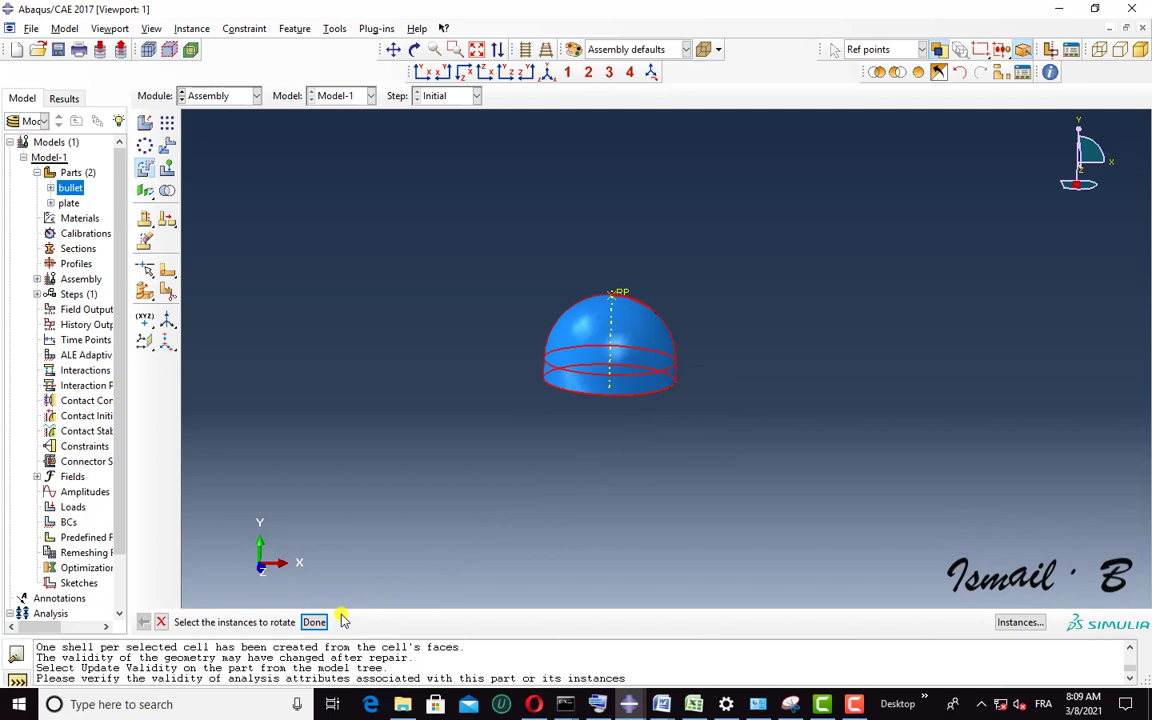 Abaqus/CAE 2017 [Viewport: 1]
File Model Viewport View Instance Constraint Feature Tools Plug-ins Help
Assembly defaults Ref points
1 2 3 4
Model Results Module: Assembly Model: Model-1 Step: Initial
Moc
Models (1)
Model-1
Parts (2)
bullet
plate
Materials
Calibrations
Sections
Profiles
Assembly
Steps (1)
Field Output
History Outp
Time Points
ALE Adaptiv
Interactions
Interaction P
Contact Con
Contact Initi
Contact Stab
Constraints
Connector S
Fields
Amplitudes
Loads
BCs
Predefined F
Remeshing F
Optimization
Sketches
Annotations
Analysis
Y
X
Z
RP
Y
X
Z
Ismail · B
Select the instances to rotate Done Instances... SIMULIA
One shell per selected cell has been created from the cell's faces.
The validity of the geometry may have changed after repair.
Select Update Validity on the part from the model tree.
Please verify the validity of analysis attributes associated with this part or its instances
Type here to search Desktop FR 8:09 AM
3/8/2021